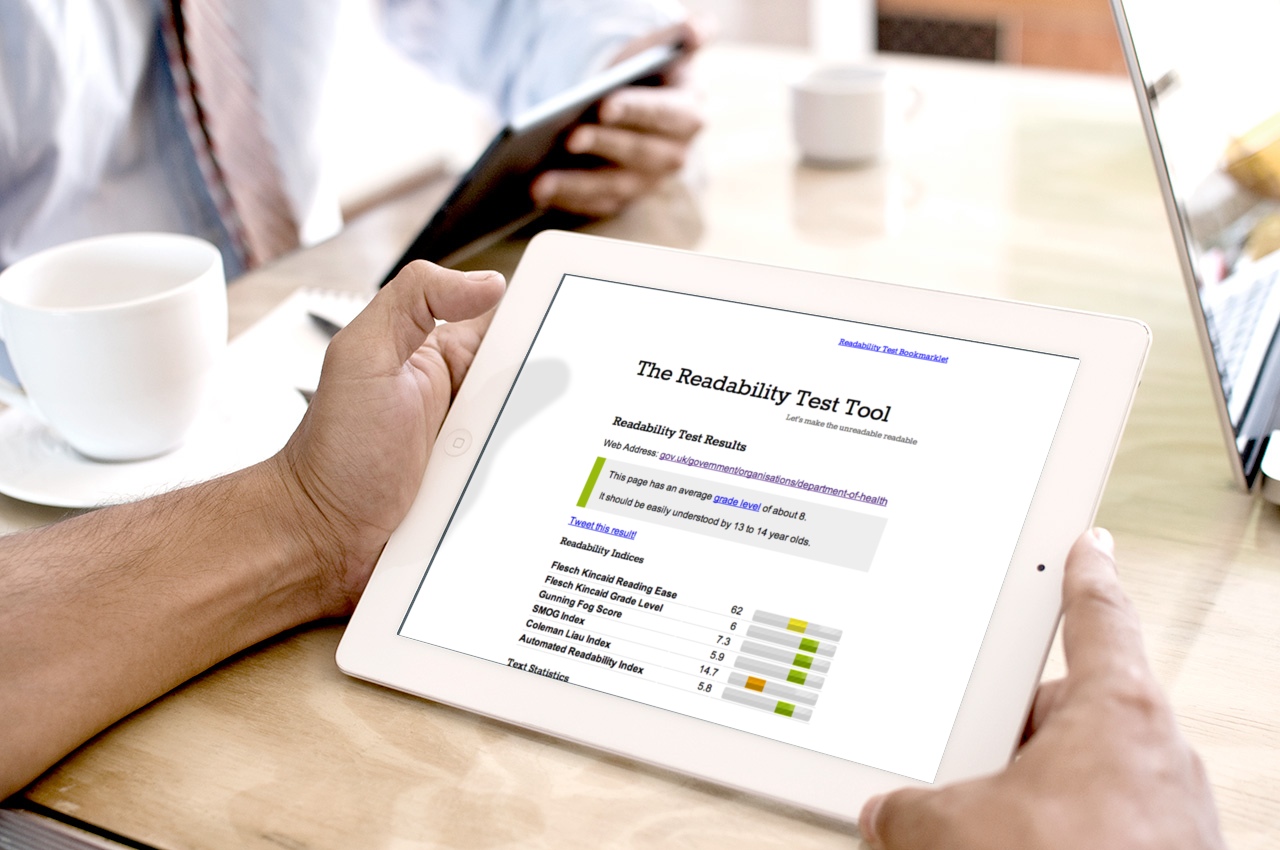 Readability Test Bookmarklet
The Readability Test Tool
Let's make the unreadable readable
Readability Test Results
Web Address: gov.uk/government/organisations/department-of-health
This page has an average grade level of about 8.
It should be easily understood by 13 to 14 year olds.
Tweet this result!
Readability Indices
Flesch Kincaid Reading Ease 62
Flesch Kincaid Grade Level 6
Gunning Fog Score 7.3
SMOG Index 5.9
Coleman Liau Index 14.7
Automated Readability Index 5.8
Text Statistics